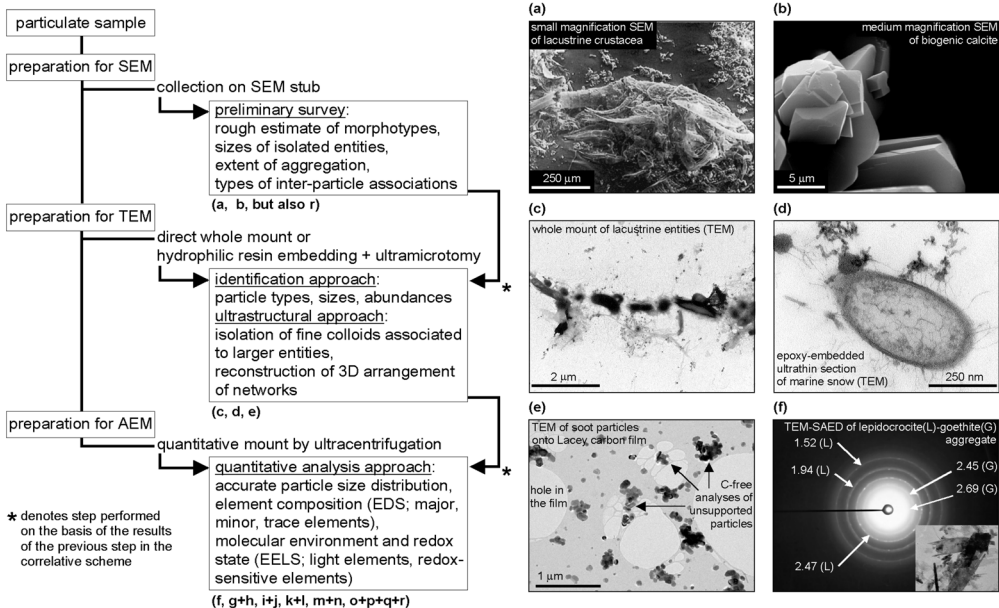 particulate sample
preparation for SEM
collection on SEM stub
preliminary survey:
rough estimate of morphotypes,
sizes of isolated entities,
extent of aggregation,
types of inter-particle associations
(a, b, but also r)
preparation for TEM
direct whole mount or
hydrophilic resin embedding + ultramicrotomy
*
identification approach:
particle types, sizes, abundances
ultrastructural approach:
isolation of fine colloids associated
to larger entities,
reconstruction of 3D arrangement
of networks
(c, d, e)
preparation for AEM
quantitative mount by ultracentrifugation
*
quantitative analysis approach:
accurate particle size distribution,
element composition (EDS; major,
minor, trace elements),
molecular environment and redox
state (EELS; light elements, redox-
sensitive elements)
(f, g+h, i+j, k+l, m+n, o+p+q+r)
* denotes step performed
on the basis of the results
of the previous step in the
correlative scheme
(a)
small magnification SEM
of lacustrine crustacea
250 µm
(b)
medium magnification SEM
of biogenic calcite
5 µm
(c)
whole mount of lacustrine entities (TEM)
2 µm
(d)
epoxy-embedded
ultrathin section
of marine snow (TEM)
250 nm
(e)
TEM of soot particles
onto Lacey carbon film
hole in
the film
C-free
analyses of
unsupported
particles
1 µm
(f)
TEM-SAED of lepidocrocite(L)-goethite(G)
aggregate
1.52 (L)
1.94 (L)
2.45 (G)
2.69 (G)
2.47 (L)